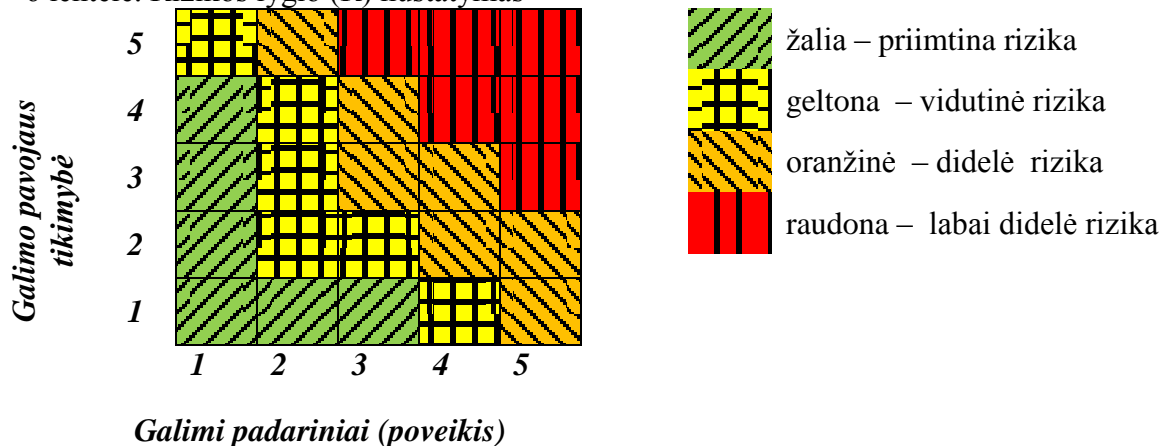 5
4
3
2
1
Galimo pavojaus
tikimybė
1 2 3 4 5
Galimi padariniai (poveikis)
žalia – priimtina rizika
geltona – vidutinė rizika
oranžinė – didelė rizika
raudona – labai didelė rizika